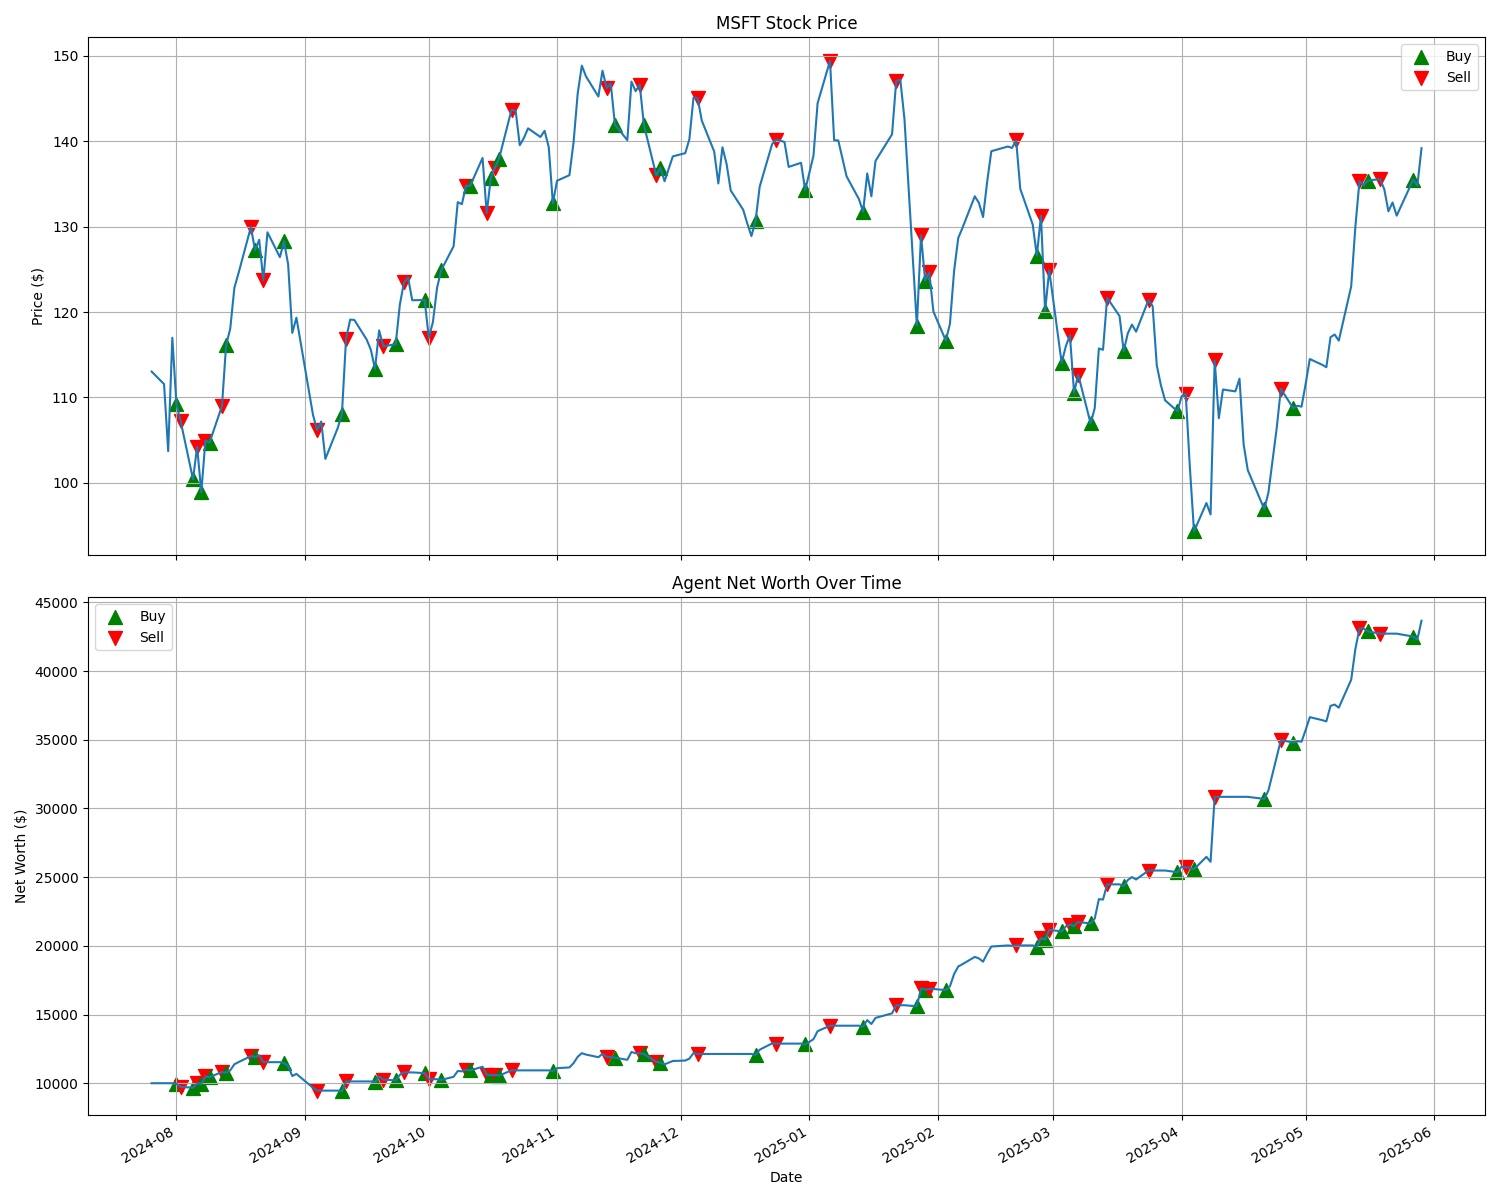 MSFT Stock Price
Price ($)
150
140
130
120
110
100
Buy
Sell
Agent Net Worth Over Time
Net Worth ($)
45000
40000
35000
30000
25000
20000
15000
10000
Buy
Sell
2024-08
2024-09
2024-10
2024-11
2024-12
2025-01
2025-02
2025-03
2025-04
2025-05
2025-06
Date